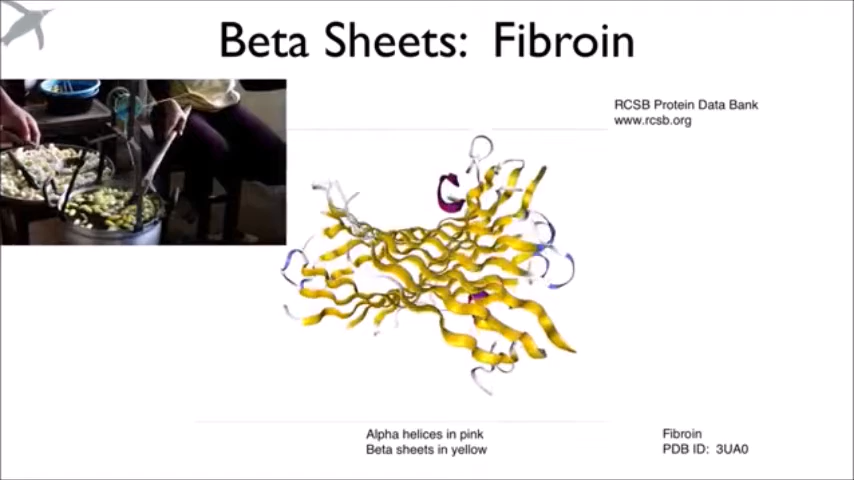 Beta Sheets: Fibroin
RCSB Protein Data Bank
www.rcsb.org
Alpha helices in pink
Beta sheets in yellow
Fibroin
PDB ID: 3UA0